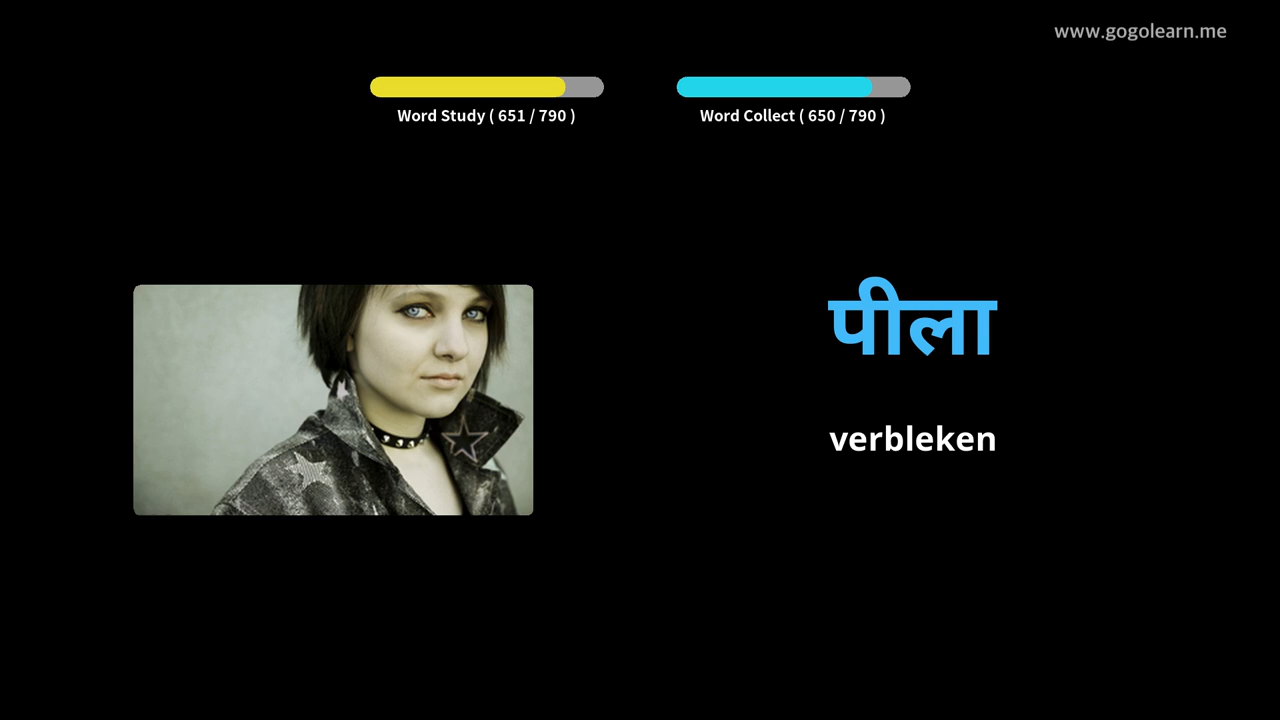 www.gogolearn.me
Word Study ( 651 / 790 )
Word Collect ( 650 / 790 )
पीला
verbleken